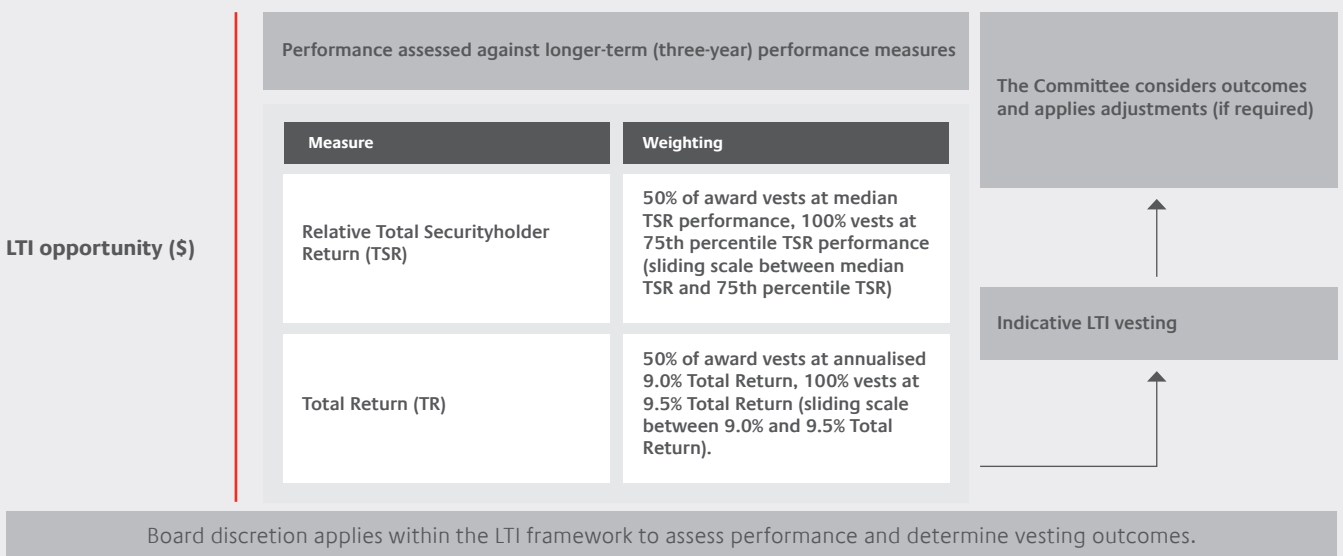 LTI opportunity ($)
Performance assessed against longer-term (three-year) performance measures
Measure
Weighting
Relative Total Securityholder
Return (TSR)
50% of award vests at median
TSR performance, 100% vests at
75th percentile TSR performance
(sliding scale between median
TSR and 75th percentile TSR)
Total Return (TR)
50% of award vests at annualised
9.0% Total Return, 100% vests at
9.5% Total Return (sliding scale
between 9.0% and 9.5% Total
Return).
The Committee considers outcomes
and applies adjustments (if required)
Indicative LTI vesting
Board discretion applies within the LTI framework to assess performance and determine vesting outcomes.